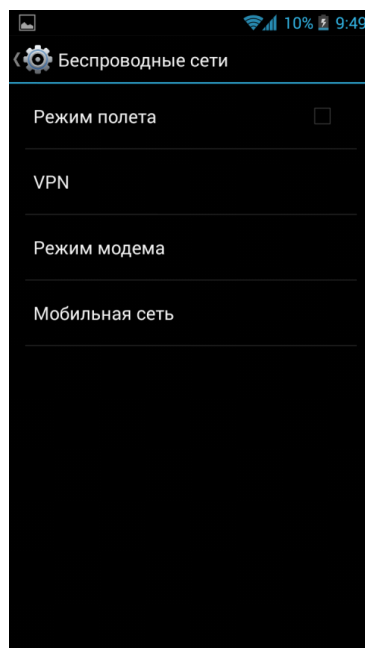 10% 9:49
Беспроводные сети
Режим полета
VPN
Режим модема
Мобильная сеть